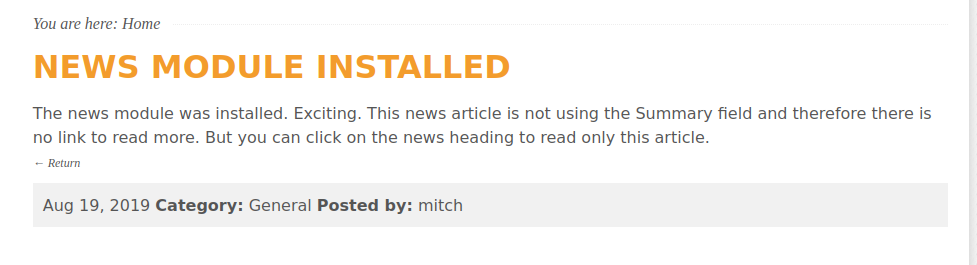 You are here: Home
NEWS MODULE INSTALLED
The news module was installed. Exciting. This news article is not using the Summary field and therefore there is
no link to read more. But you can click on the news heading to read only this article.
← Return
Aug 19, 2019 Category: General Posted by: mitch